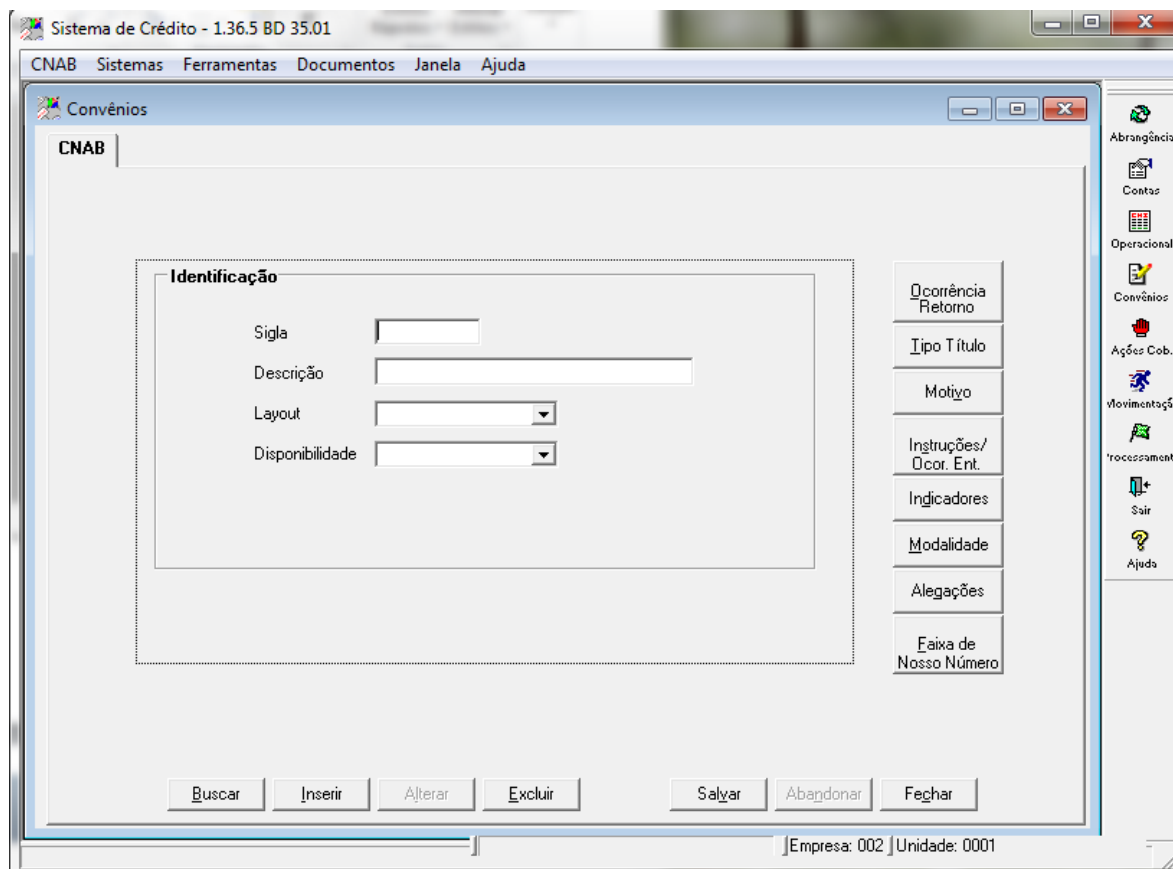 Sistema de Crédito - 1.36.5 BD 35.01
CNAB Sistemas Ferramentas Documentos Janela Ajuda
Convênios
CNAB
Identificação
Sigla
Descrição
Layout
Disponibilidade
Ocorrência
Retorno
Tipo Título
Motivo
Instruções/
Ocor. Ent.
Indicadores
Modalidade
Alegações
Faixa de
Nosso Número
Buscar Inserir Alterar Excluir Salvar Abandonar Fechar
Abrangência
Contas
Operacional
Convênios
Ações Cob.
Movimentaçã
rocessament
Sair
Ajuda
Empresa: 002 Unidade: 0001